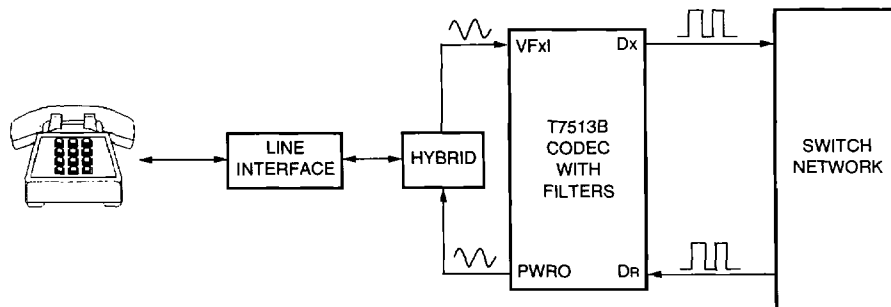 VFxI
Dx
LINE
INTERFACE
HYBRID
T7513B
CODEC
WITH
FILTERS
SWITCH
NETWORK
PWRO
DR